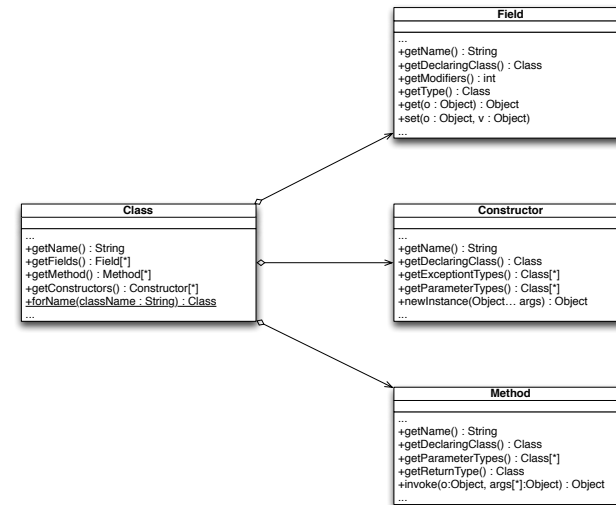 Field
...
+getName() : String
+getDeclaringClass() : Class
+getModifiers() : int
+getType() : Class
+get(o : Object) : Object
+set(o : Object, v : Object)
...
Class
...
+getName() : String
+getFields() : Field[*]
+getMethod() : Method[*]
+getConstructors() : Constructor[*]
+forName(className : String) : Class
...
Constructor
...
+getName() : String
+getDeclaringClass() : Class
+getExceptiontTypes() : Class[*]
+getParameterTypes() : Class[*]
+newInstance(Object... args) : Object
...
Method
...
+getName() : String
+getDeclaringClass() : Class
+getParameterTypes() : Class[*]
+getReturnType() : Class
+invoke(o:Object, args[*]:Object) : Object
...